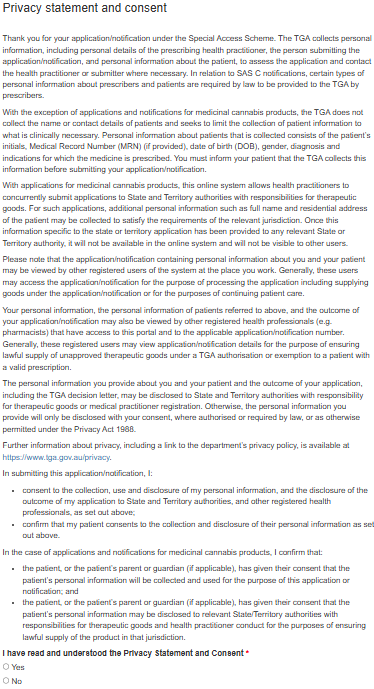 Privacy statement and consent
Thank you for your application/notification under the Special Access Scheme. The TGA collects personal
information, including personal details of the prescribing health practitioner, the person submitting the
application/notification, and personal information about the patient, to assess the application and contact
the health practitioner or submitter where necessary. In relation to SAS C notifications, certain types of
personal information about prescribers and patients are required by law to be provided to the TGA by
prescribers.
With the exception of applications and notifications for medicinal cannabis products, the TGA does not
collect the name or contact details of patients and seeks to limit the collection of patient information to
what is clinically necessary. Personal information about patients that is collected consists of the patient's
initials, Medical Record Number (MRN) (if provided), date of birth (DOB), gender, diagnosis and
indications for which the medicine is prescribed. You must inform your patient that the TGA collects this
information before submitting your application/notification.
With applications for medicinal cannabis products, this online system allows health practitioners to
concurrently submit applications to State and Territory authorities with responsibilities for therapeutic
goods. For such applications, additional personal information such as full name and residential address
of the patient may be collected to satisfy the requirements of the relevant jurisdiction. Once this
information specific to the state or territory application has been provided to any relevant State or
Territory authority, it will not be available in the online system and will not be visible to other users.
Please note that the application/notification containing personal information about you and your patient
may be viewed by other registered users of the system at the place you work. Generally, these users
may access the application/notification for the purpose of processing the application including supplying
goods under the application/notification or for the purposes of continuing patient care.
Your personal information, the personal information of patients referred to above, and the outcome of
your application/notification may also be viewed by other registered health professionals (e.g.
pharmacists) that have access to this portal and to the applicable application/notification number.
Generally, these registered users may view application/notification details for the purpose of ensuring
lawful supply of unapproved therapeutic goods under a TGA authorisation or exemption to a patient with
a valid prescription.
The personal information you provide about you and your patient and the outcome of your application,
including the TGA decision letter, may be disclosed to State and Territory authorities with responsibility
for therapeutic goods or medical practitioner registration. Otherwise, the personal information you
provide will only be disclosed with your consent, where authorised or required by law, or as otherwise
permitted under the Privacy Act 1988.
Further information about privacy, including a link to the department's privacy policy, is available at
https://www.tga.gov.au/privacy.
In submitting this application/notification, I:
• consent to the collection, use and disclosure of my personal information, and the disclosure of the
outcome of my application to State and Territory authorities, and other registered health
professionals, as set out above;
• confirm that my patient consents to the collection and disclosure of their personal information as set
out above.
In the case of applications and notifications for medicinal cannabis products, I confirm that:
• the patient, or the patient's parent or guardian (if applicable), has given their consent that the
patient's personal information will be collected and used for the purpose of this application or
notification; and
• the patient, or the patient's parent or guardian (if applicable), has given their consent that the
patient's personal information may be disclosed to relevant State/Territory authorities with
responsibilities for therapeutic goods and health practitioner conduct for the purposes of ensuring
lawful supply of the product in that jurisdiction.
I have read and understood the Privacy Statement and Consent *
Yes
No